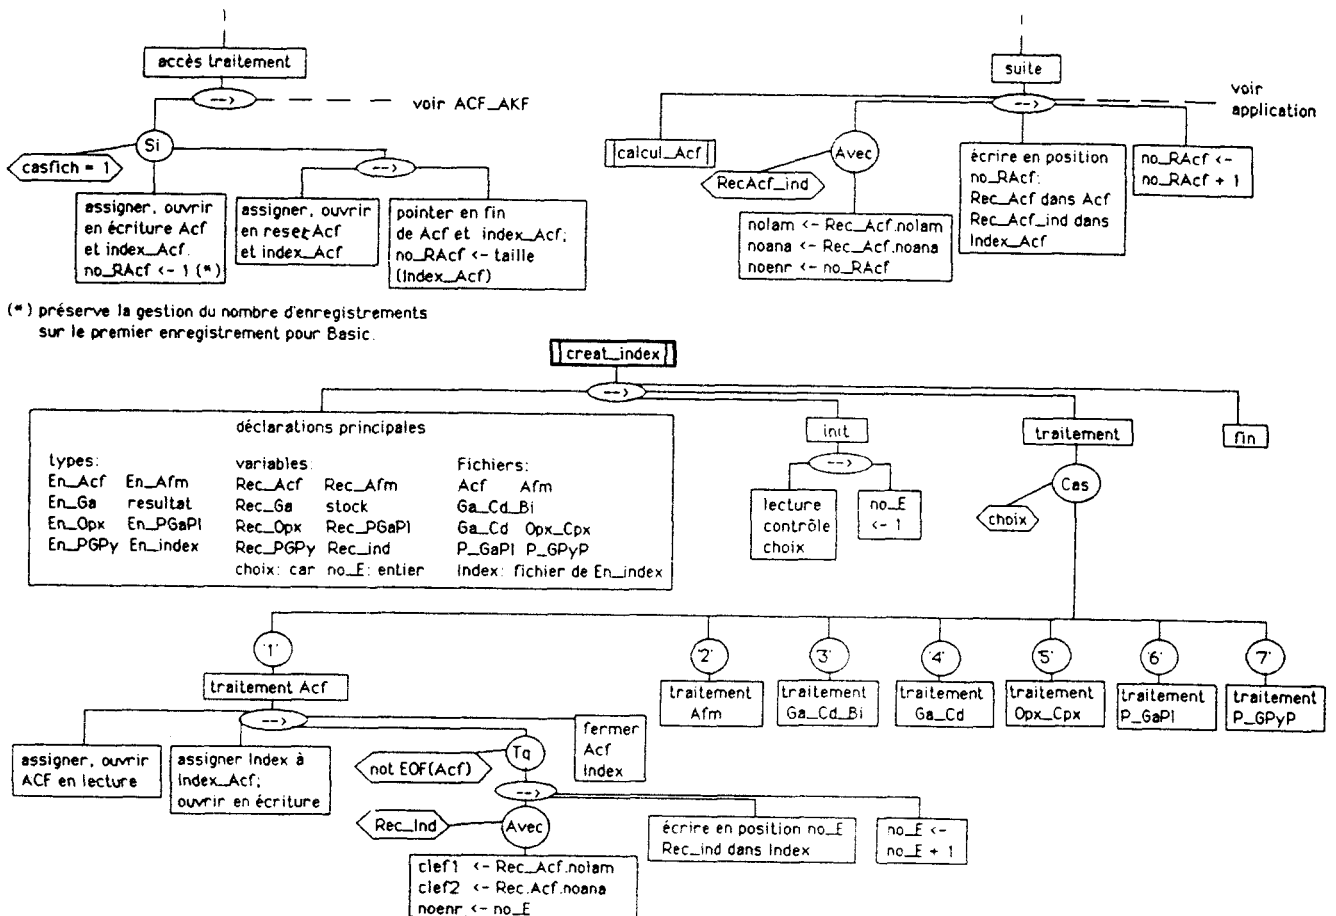 accès traitement
-->
voir ACF_AKF
Si
casfich = 1
-->
assigner, ouvrir
en écriture Acf
et index_Acf.
no_RAcf <- 1 (*)
assigner, ouvrir
en reset Acf
et index_Acf
pointer en fin
de Acf et index_Acf;
no_RAcf <- taille
(Index_Acf)
suite
-->
voir
application
calcul_Acf
Avec
RecAcf_ind
nolam <- Rec_Acf.nolam
noana <- Rec_Acf.noana
noenr <- no_RAcf
écrire en position
no_RAcf:
Rec_Acf dans Acf
Rec_Acf_ind dans
Index_Acf
no_RAcf <-
no_RAcf + 1
(*) préserve la gestion du nombre d'enregistrements
sur le premier enregistrement pour Basic.
creat_index
-->
déclarations principales
types:
En_Acf En_Afm
En_Ga resultat
En_Opx En_PGaPl
En_PGPy En_index
variables:
Rec_Acf Rec_Afm
Rec_Ga stock
Rec_Opx Rec_PGaPl
Rec_PGPy Rec_ind
choix: car no_E: entier
Fichiers:
Acf Afm
Ga_Cd_Bi
Ga_Cd Opx_Cpx
P_GaPl P_GPyP
Index: fichier de En_index
init
-->
lecture
contrôle
choix
no_E
<- 1
traitement
Cas
choix
fin
'1'
traitement Acf
-->
assigner, ouvrir
ACF en lecture
assigner Index à
Index_Acf;
ouvrir en écriture
Tq
not EOF(Acf)
-->
Rec_Ind
Avec
clef1 <- Rec_Acf.nolam
clef2 <- Rec.Acf.noana
noenr <- no_E
écrire en position no_E
Rec_ind dans Index
no_E <-
no_E + 1
fermer
Acf
Index
'2'
traitement
Afm
'3'
traitement
Ga_Cd_Bi
'4'
traitement
Ga_Cd
'5'
traitement
Opx_Cpx
'6'
traitement
P_GaPl
'7'
traitement
P_GPyP